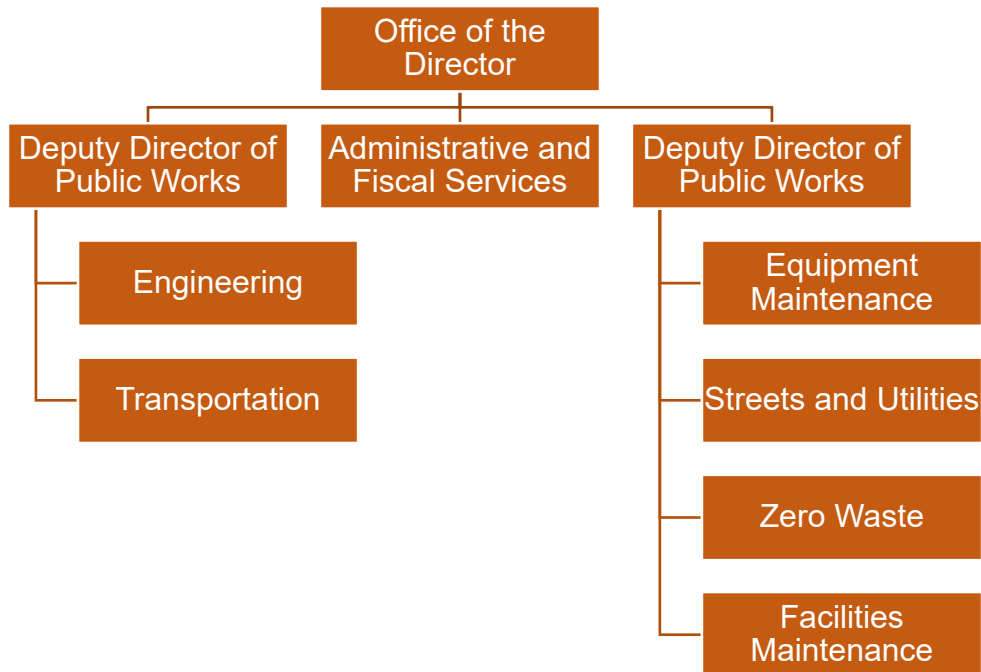 Office of the
Director
Deputy Director of
Public Works
Administrative and
Fiscal Services
Deputy Director of
Public Works
Engineering
Transportation
Equipment
Maintenance
Streets and Utilities
Zero Waste
Facilities
Maintenance